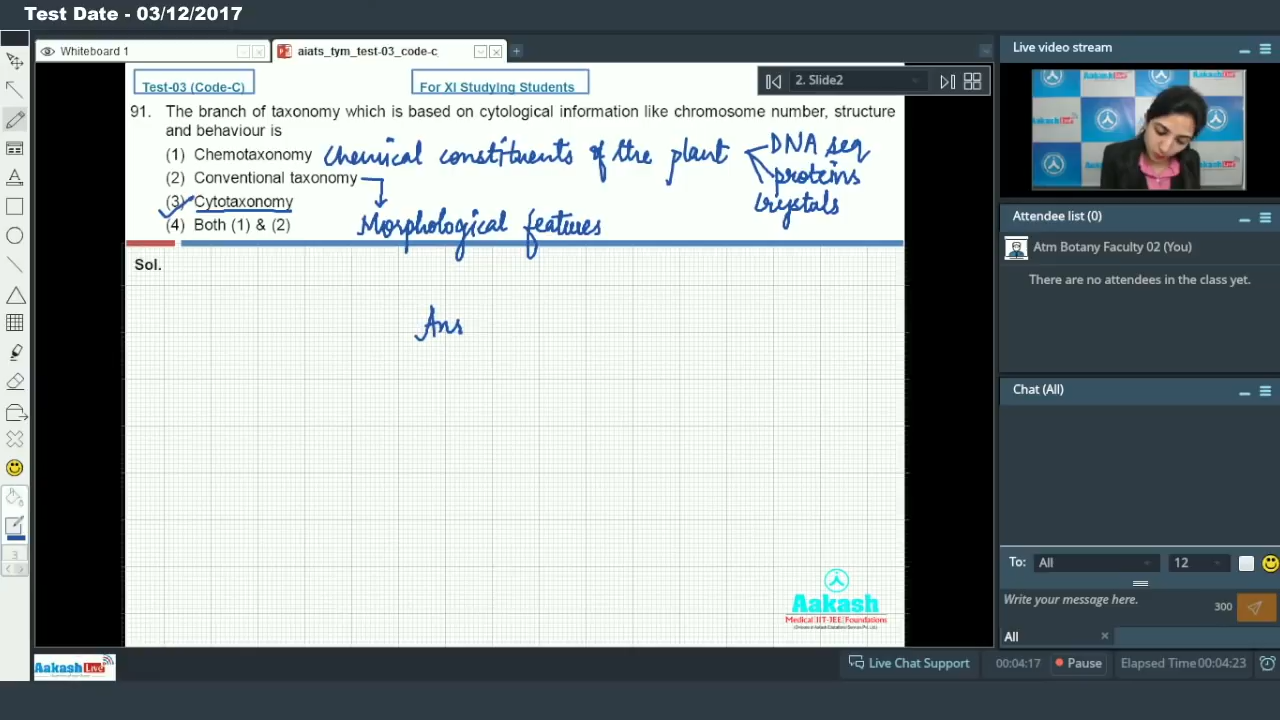 Test Date - 03/12/2017
Whiteboard 1
aiats_tym_test-03_code-c
Live video stream
Test-03 (Code-C)
For XI Studying Students
2. Slide2
91. The branch of taxonomy which is based on cytological information like chromosome number, structure
and behaviour is
(1) Chemotaxonomy chemical constituents of the plant DNA seq
(2) Conventional taxonomy proteins
(3) Cytotaxonomy crystals
(4) Both (1) & (2) Morphological features
Sol.
Ans
Attendee list (0)
Atm Botany Faculty 02 (You)
There are no attendees in the class yet.
Chat (All)
To: All 12
Write your message here.
300
All
3
Aakash
Medical|IIT-JEE|Foundations
Aakash Live
Live Chat Support
00:04:17
Pause
Elapsed Time 00:04:23